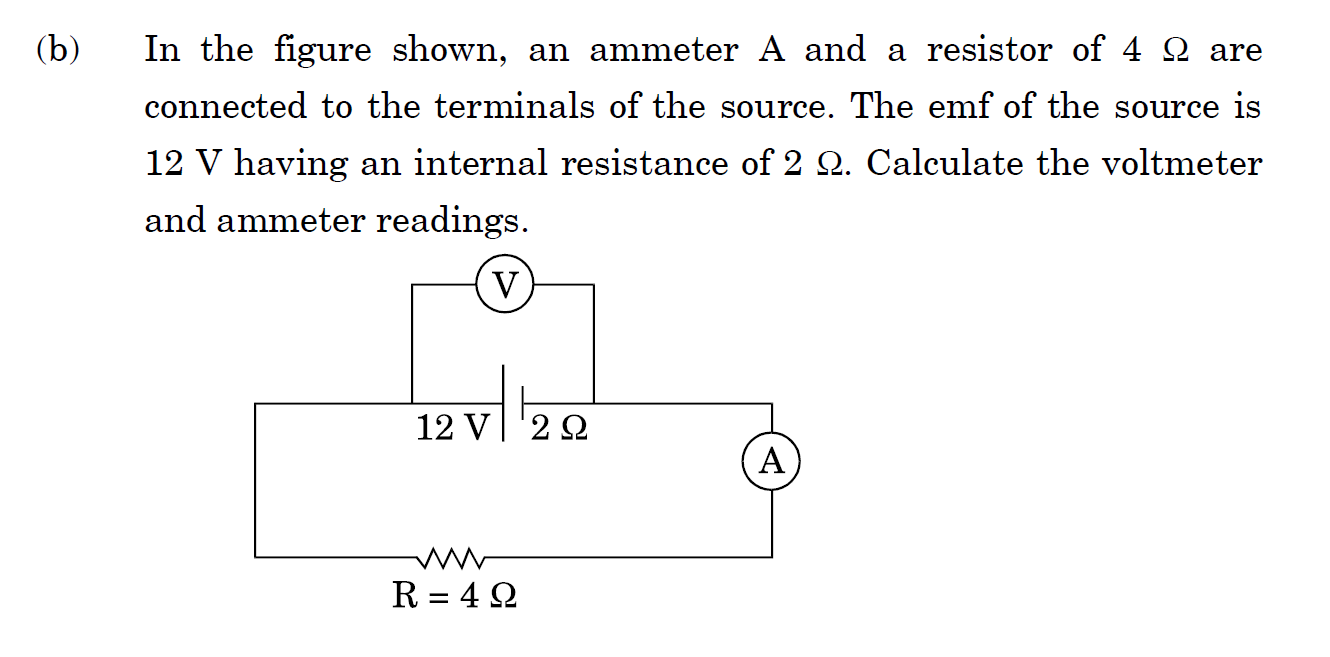 (b) In the figure shown, an ammeter A and a resistor of 4 Ω are
connected to the terminals of the source. The emf of the source is
12 V having an internal resistance of 2 Ω. Calculate the voltmeter
and ammeter readings.
V
12 V 2 Ω
A
R = 4 Ω